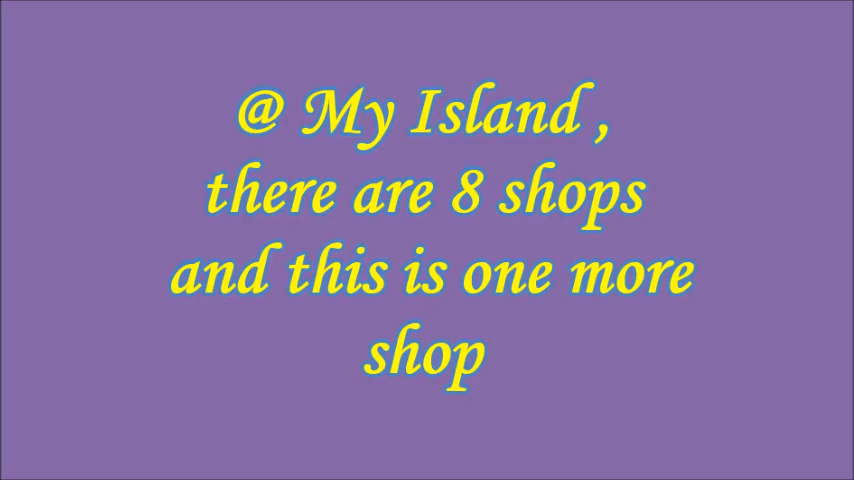 @ My Island ,
there are 8 shops
and this is one more
shop